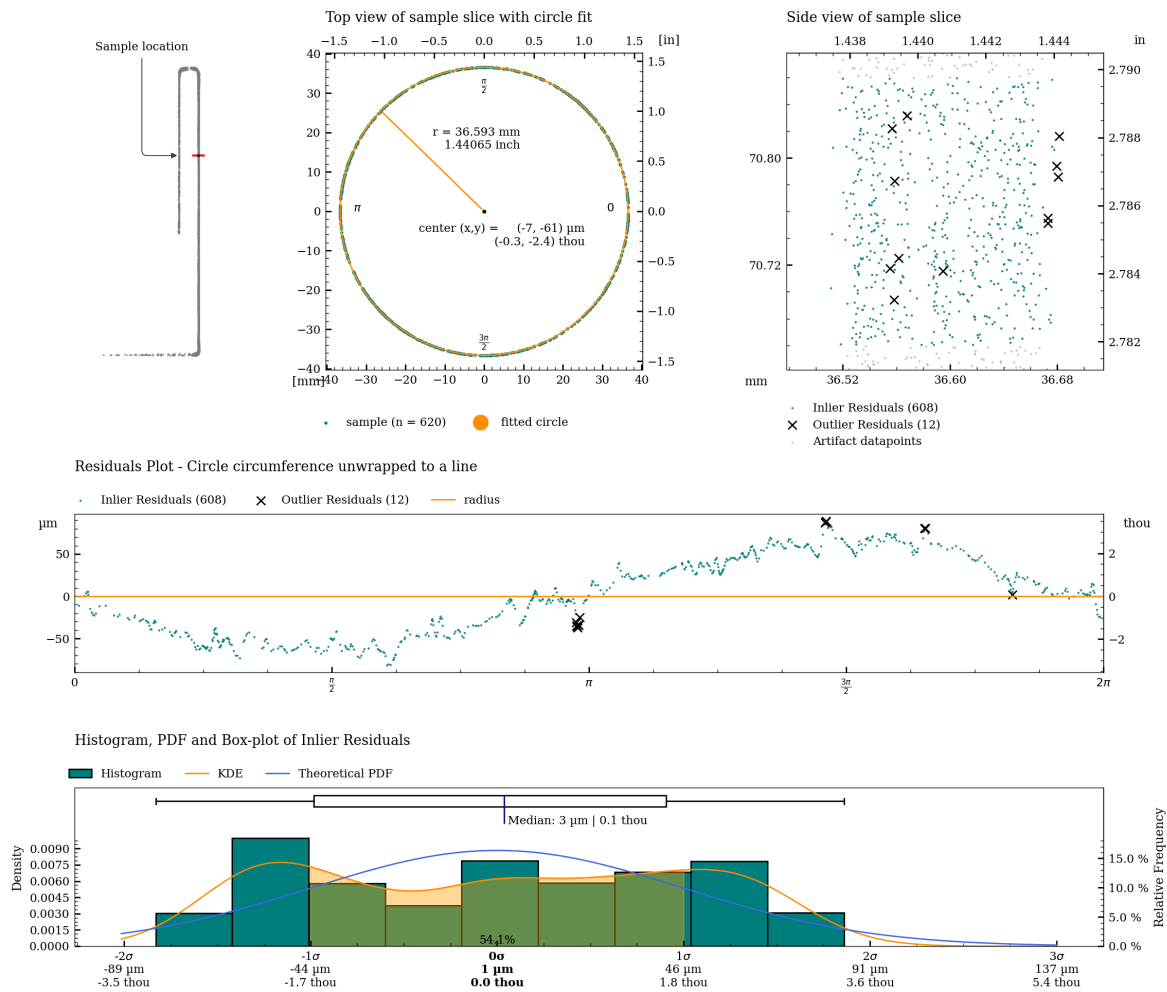 Top view of sample slice with circle fit
Side view of sample slice
Sample location
−1.5 −1.0 −0.5 0.0 0.5 1.0 1.5 [in]
1.438 1.440 1.442 1.444 in
40
30
20
10
0
−10
−20
−30
−40
1.5
1.0
0.5
0.0
−0.5
−1.0
−1.5
π/2
r = 36.593 mm
1.44065 inch
π
0
center (x,y) = (-7, -61) µm
(-0.3, -2.4) thou
3π/2
[mm]
−40 −30 −20 −10 0 10 20 30 40
70.80
70.72
2.790
2.788
2.786
2.784
2.782
mm 36.52 36.60 36.68
sample (n = 620) fitted circle
Inlier Residuals (608)
Outlier Residuals (12)
Artifact datapoints
Residuals Plot - Circle circumference unwrapped to a line
Inlier Residuals (608) Outlier Residuals (12) radius
µm thou
50 2
0 0
−50 −2
0 π/2 π 3π/2 2π
Histogram, PDF and Box-plot of Inlier Residuals
Histogram KDE Theoretical PDF
Median: 3 µm | 0.1 thou
Density
0.0090
0.0075
0.0060
0.0045
0.0030
0.0015
0.0000
Relative Frequency
15.0 %
10.0 %
5.0 %
0.0 %
54.1%
-2σ -1σ 0σ 1σ 2σ 3σ
-89 µm -44 µm 1 µm 46 µm 91 µm 137 µm
-3.5 thou -1.7 thou 0.0 thou 1.8 thou 3.6 thou 5.4 thou